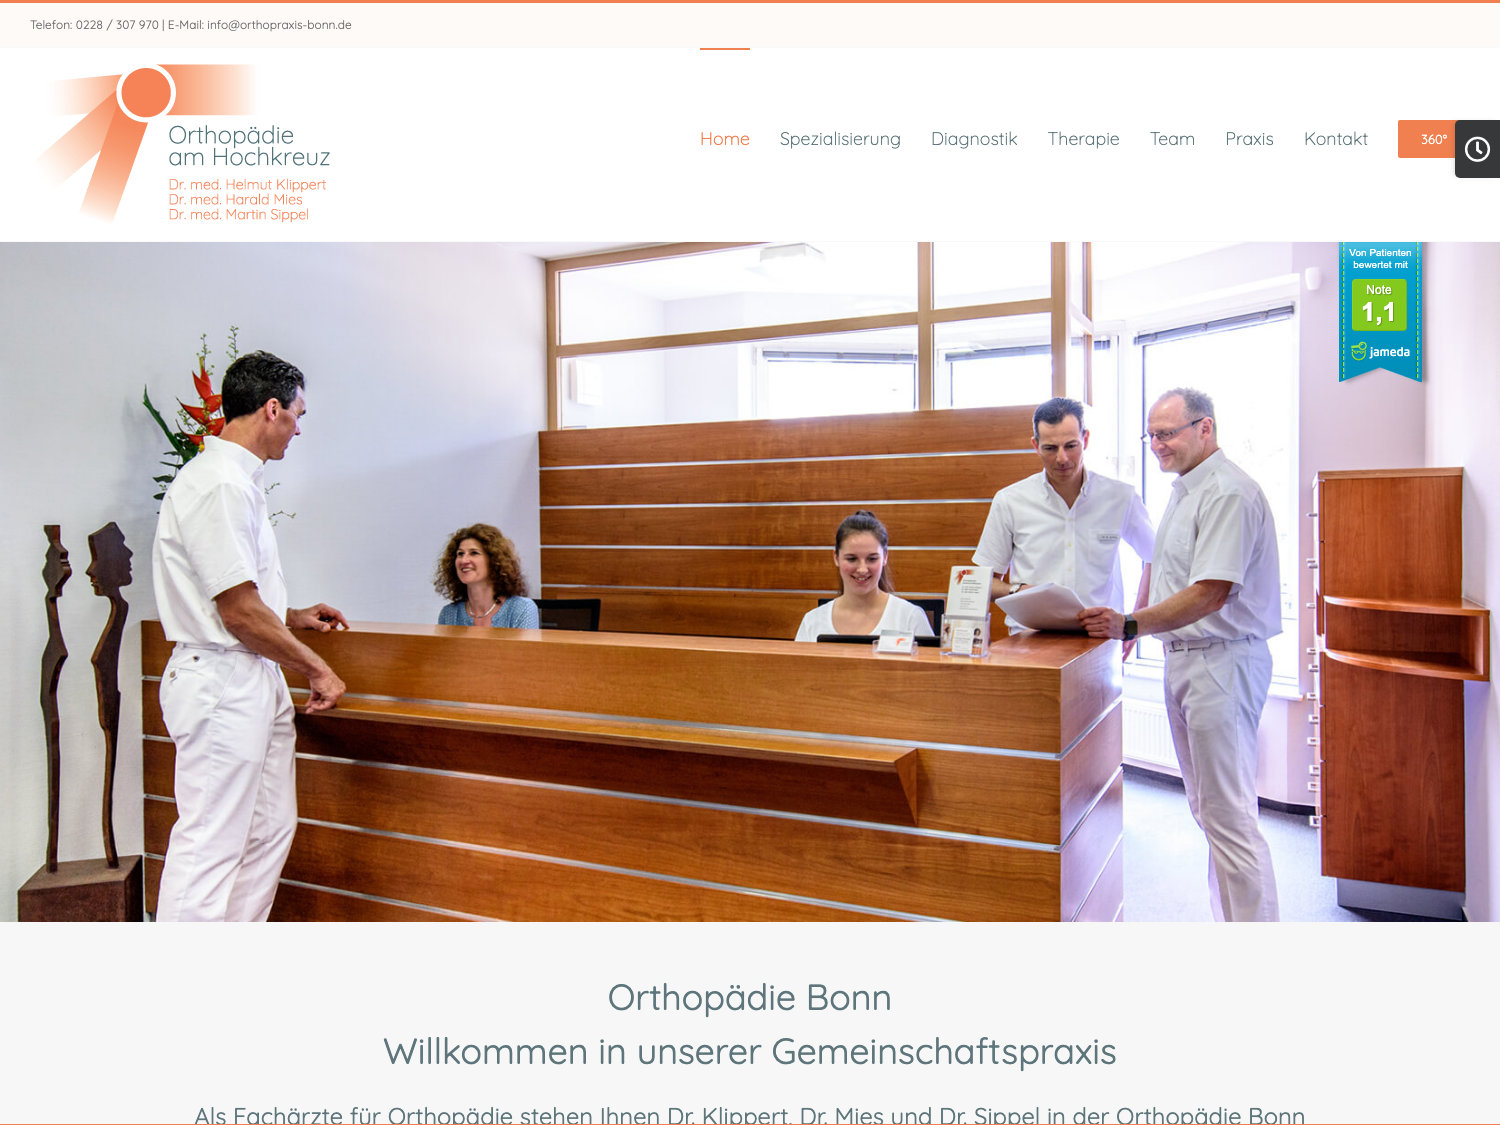 Telefon: 0228 / 307 970 | E-Mail: info@orthopraxis-bonn.de
Orthopädie
am Hochkreuz
Dr. med. Helmut Klippert
Dr. med. Harald Mies
Dr. med. Martin Sippel
Home Spezialisierung Diagnostik Therapie Team Praxis Kontakt 360°
Von Patienten
bewertet mit
Note
1,1
jameda
Orthopädie Bonn
Willkommen in unserer Gemeinschaftspraxis
Als Fachärzte für Orthopädie stehen Ihnen Dr. Klippert, Dr. Mies und Dr. Sippel in der Orthopädie Bonn